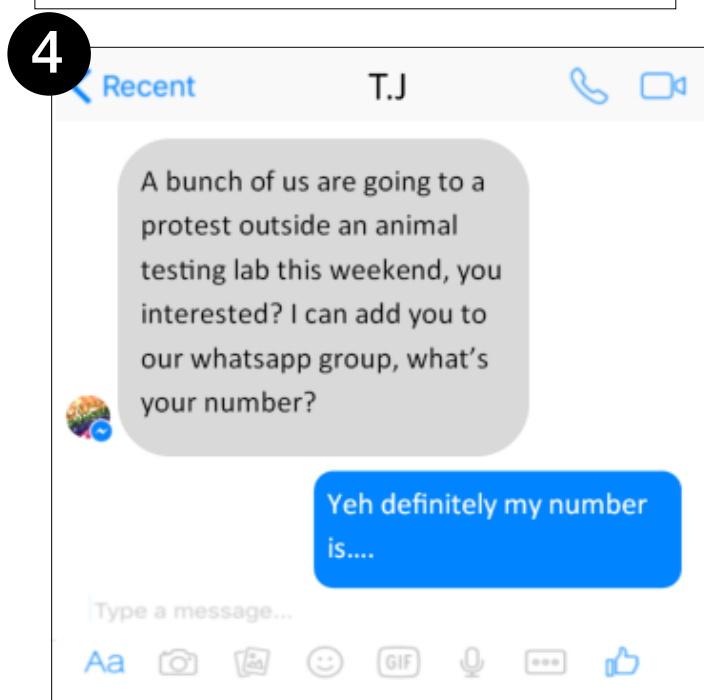 4
Recent
T.J
A bunch of us are going to a
protest outside an animal
testing lab this weekend, you
interested? I can add you to
our whatsapp group, what's
your number?
Yeh definitely my number
is....
Type a message...
Aa
GIF